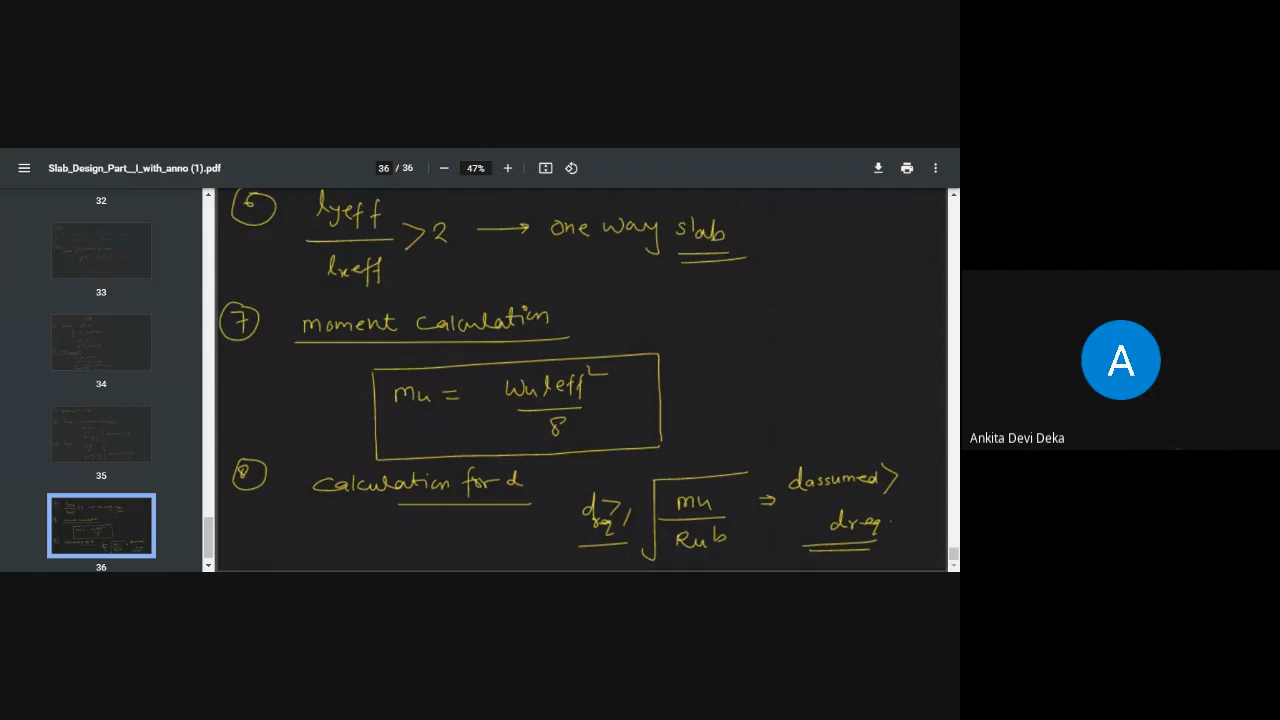 Slab_Design_Part__I_with_anno (1).pdf
36 / 36
47%
32
33
34
35
36
6 lyeff / lxeff > 2 → one way slab
7 moment calculation
Mu = Wu leff² / 8
8 calculation for d
dreq ≥ √ Mu / Rub ⇒ dassumed >
dreq.
A
Ankita Devi Deka